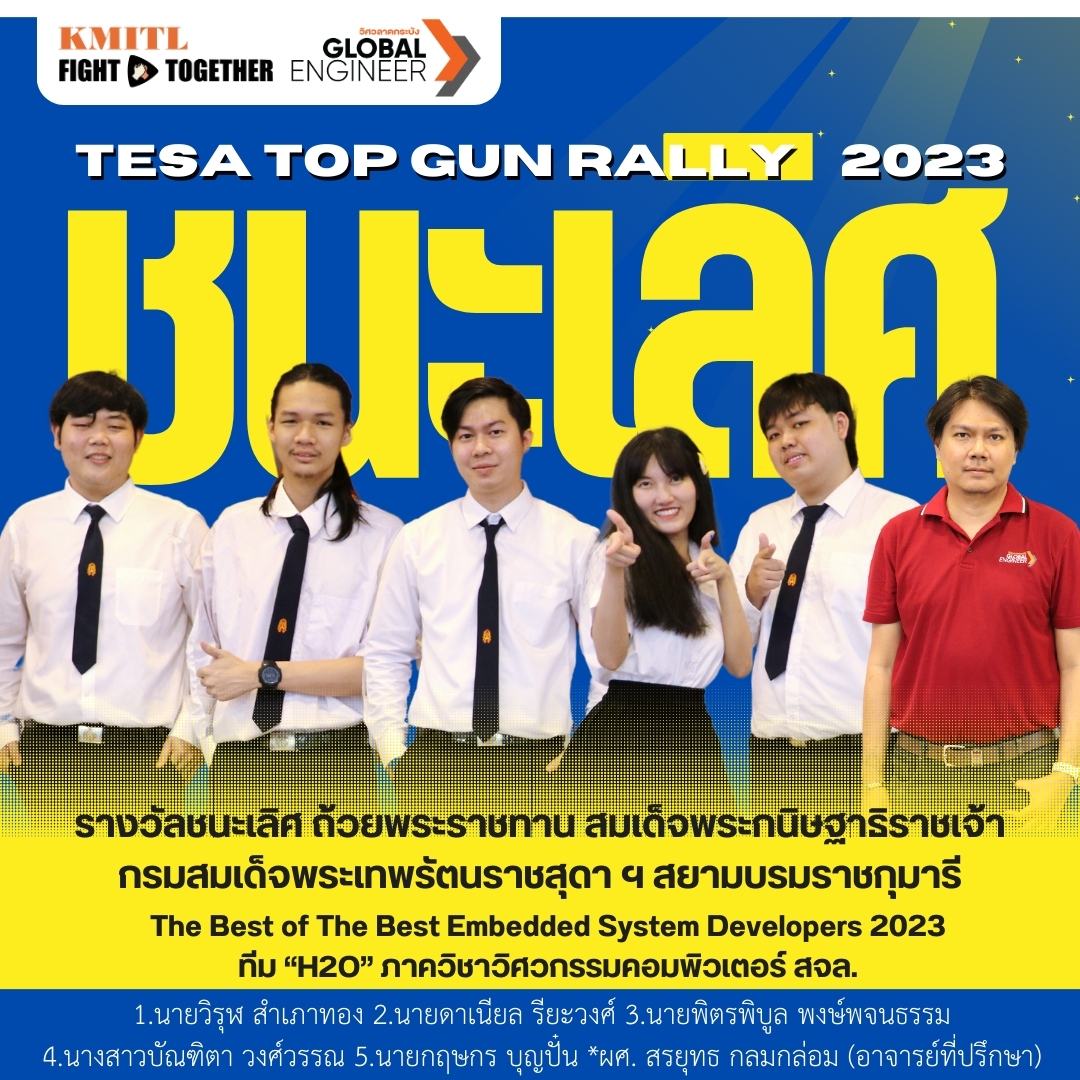 KMITL
FIGHT TOGETHER
วิศวลาดกระบัง
GLOBAL
ENGINEER
TESA TOP GUN RALLY 2023
ชนะเลศ
GLOBAL
ENGINEER
รางวัลชนะเลิศ ถ้วยพระราชทาน สมเด็จพระกนิษฐาธิราชเจ้า
กรมสมเด็จพระเทพรัตนราชสุดา ฯ สยามบรมราชกุมารี
The Best of The Best Embedded System Developers 2023
ทีม “H2O” ภาควิชาวิศวกรรมคอมพิวเตอร์ สจล.
1.นายวิรุฬ สำเภาทอง 2.นายดาเนียล รียะวงศ์ 3.นายพิตรพิบูล พงษ์พจนธรรม
4.นางสาวบัณฑิตา วงศ์วรรณ 5.นายกฤษกร บุญปั๋น *ผศ. สรยุทธ กลมกล่อม (อาจารย์ที่ปรึกษา)